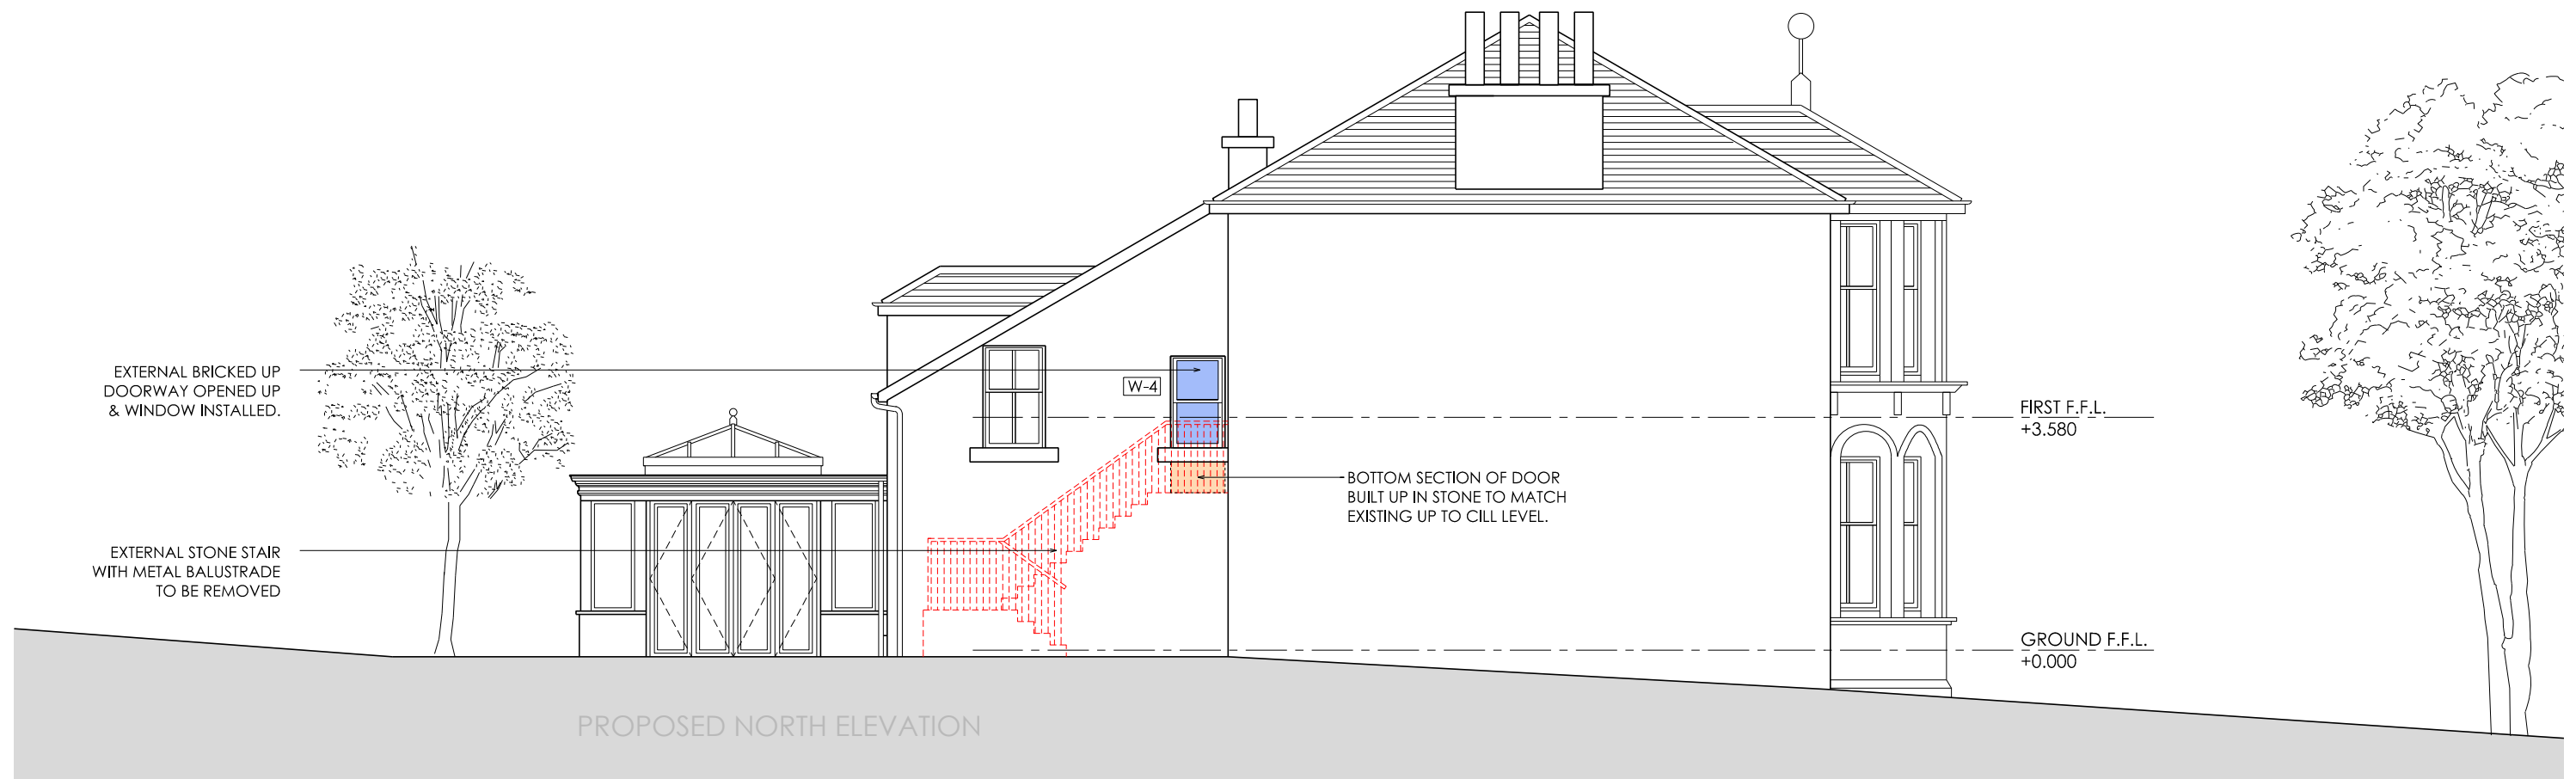 EXTERNAL BRICKED UP
DOORWAY OPENED UP
& WINDOW INSTALLED.
W-4
FIRST F.F.L.
+3.580
BOTTOM SECTION OF DOOR
BUILT UP IN STONE TO MATCH
EXISTING UP TO CILL LEVEL.
EXTERNAL STONE STAIR
WITH METAL BALUSTRADE
TO BE REMOVED
GROUND F.F.L.
+0.000
PROPOSED NORTH ELEVATION